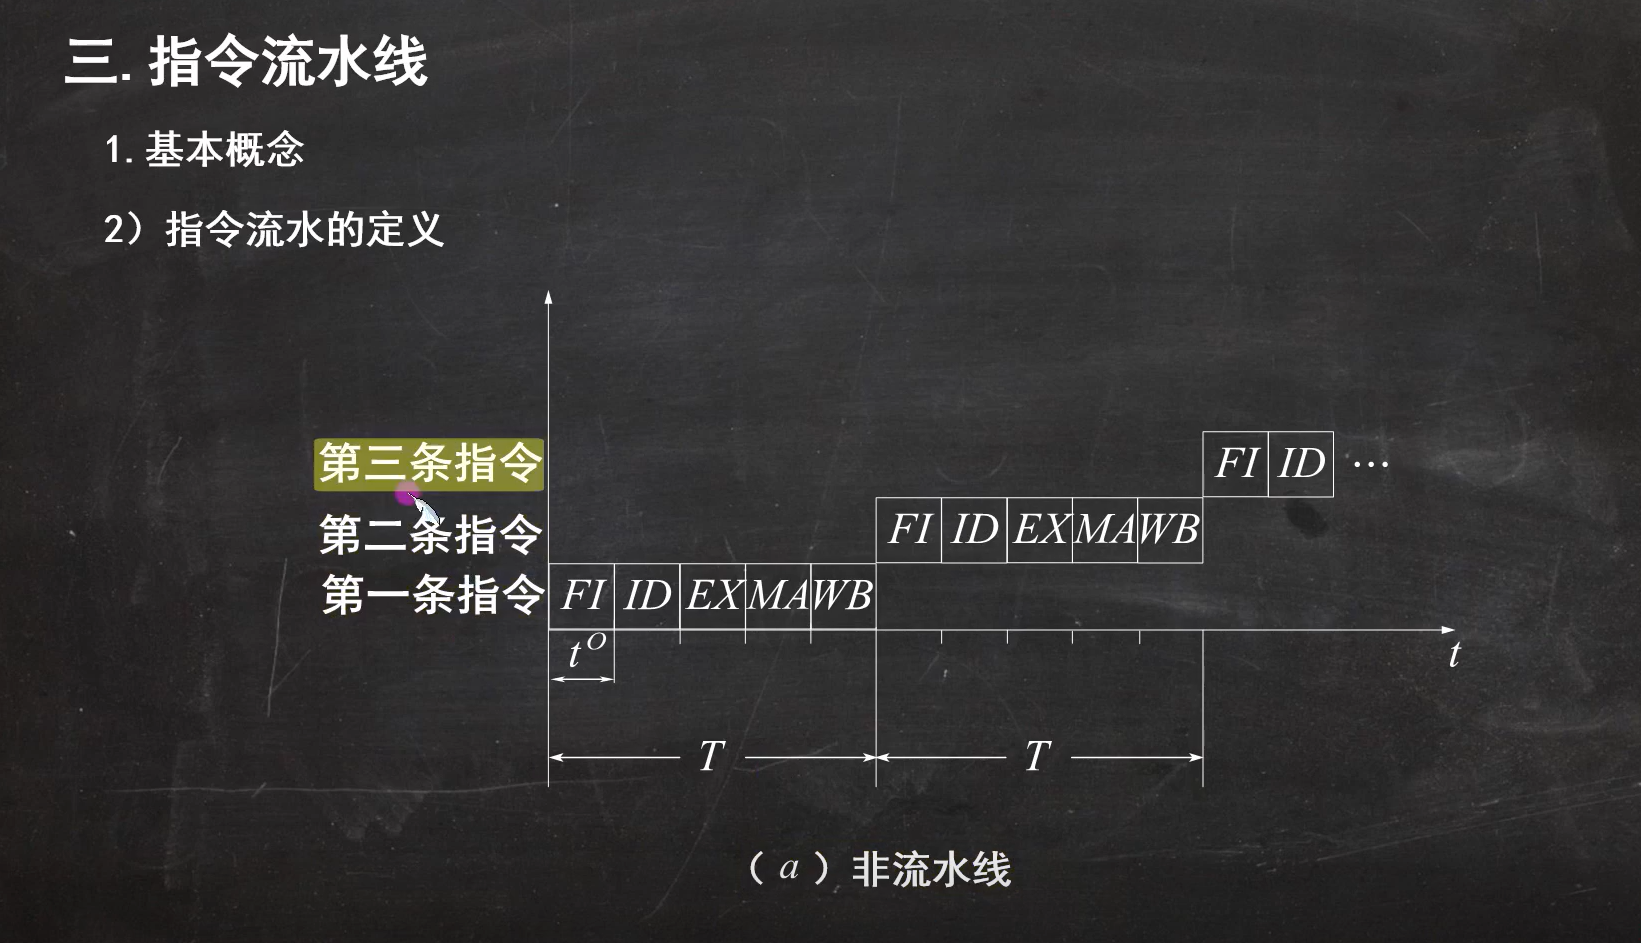 三.指令流水线
1.基本概念
2）指令流水的定义
第三条指令 FI ID ···
第二条指令 FI ID EX MA WB
第一条指令 FI ID EX MA WB
t^O
t
T T
（a）非流水线